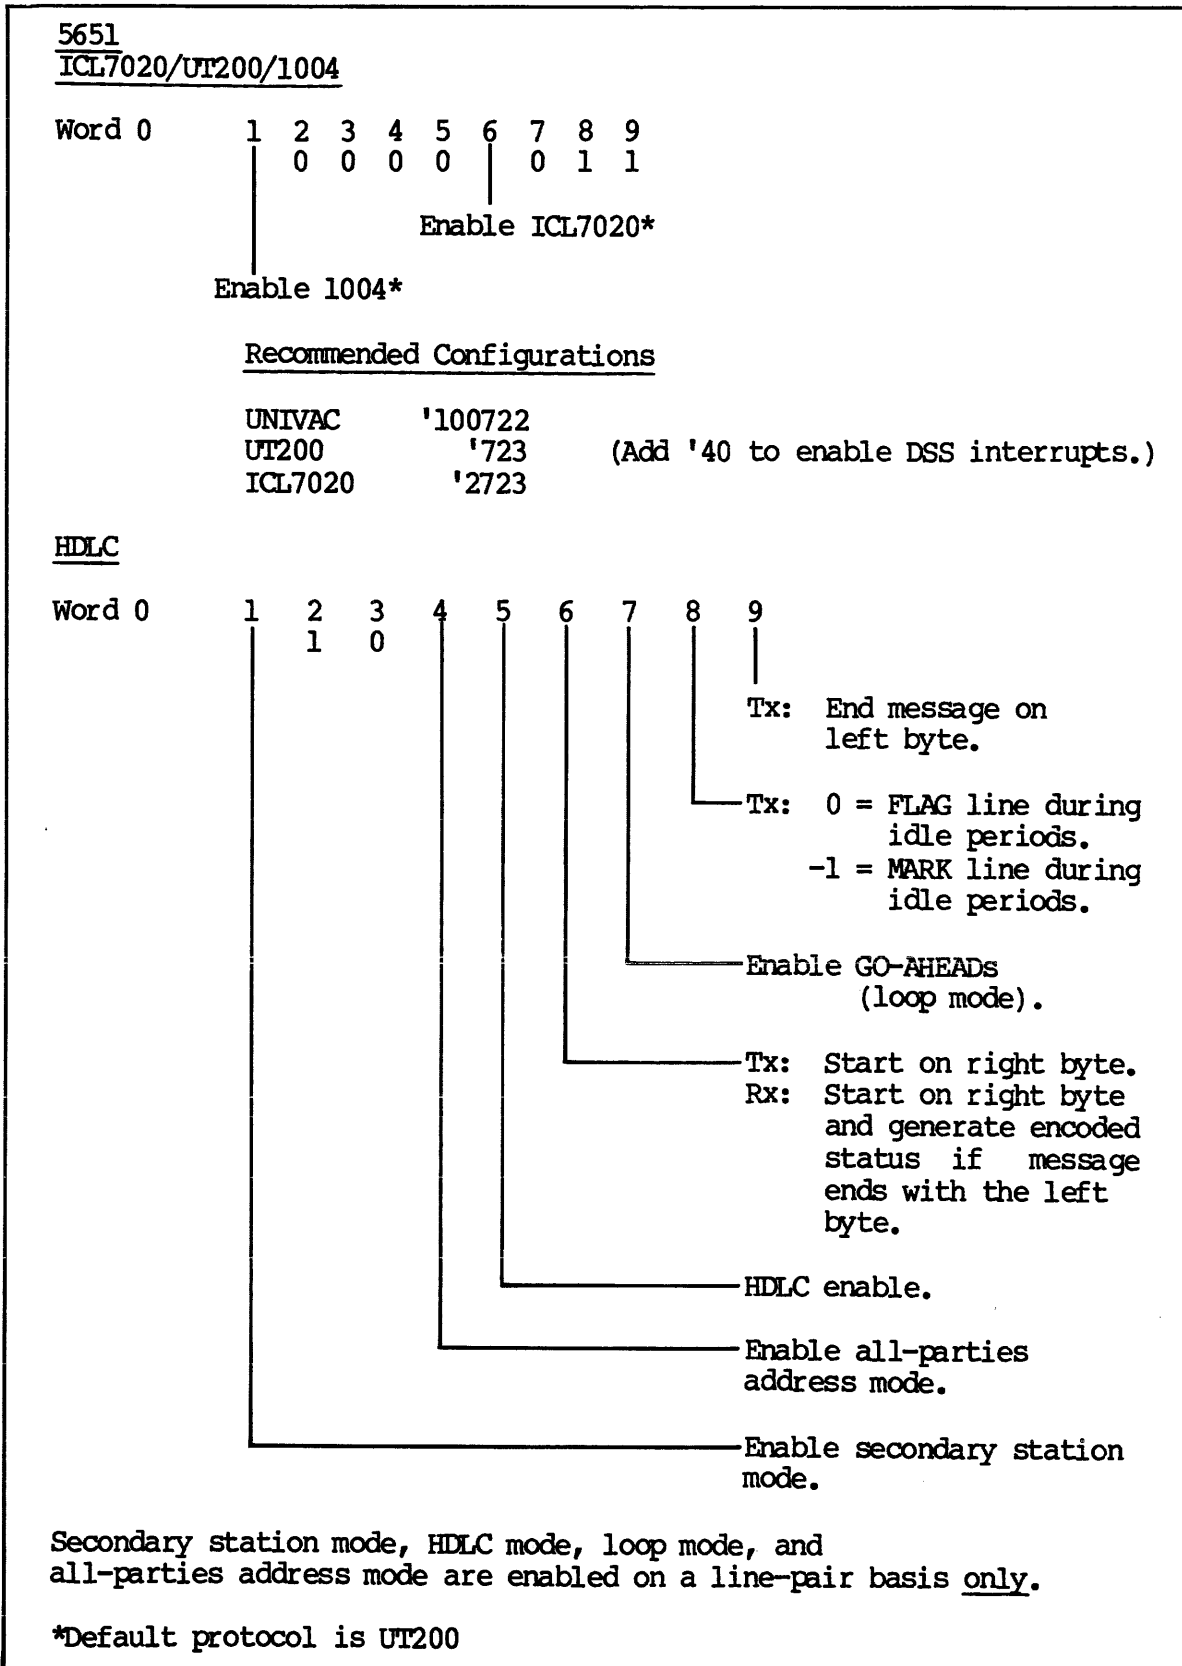 5651
ICL7020/UT200/1004
Word 0 1 2 3 4 5 6 7 8 9
0 0 0 0 0 1 1
Enable ICL7020*
Enable 1004*
Recommended Configurations
UNIVAC '100722
UT200 '723 (Add '40 to enable DSS interrupts.)
ICL7020 '2723
HDLC
Word 0 1 2 3 4 5 6 7 8 9
1 0
Tx: End message on
left byte.
Tx: 0 = FLAG line during
idle periods.
-1 = MARK line during
idle periods.
Enable GO-AHEADs
(loop mode).
Tx: Start on right byte.
Rx: Start on right byte
and generate encoded
status if message
ends with the left
byte.
HDLC enable.
Enable all-parties
address mode.
Enable secondary station
mode.
Secondary station mode, HDLC mode, loop mode, and
all-parties address mode are enabled on a line-pair basis only.
*Default protocol is UT200